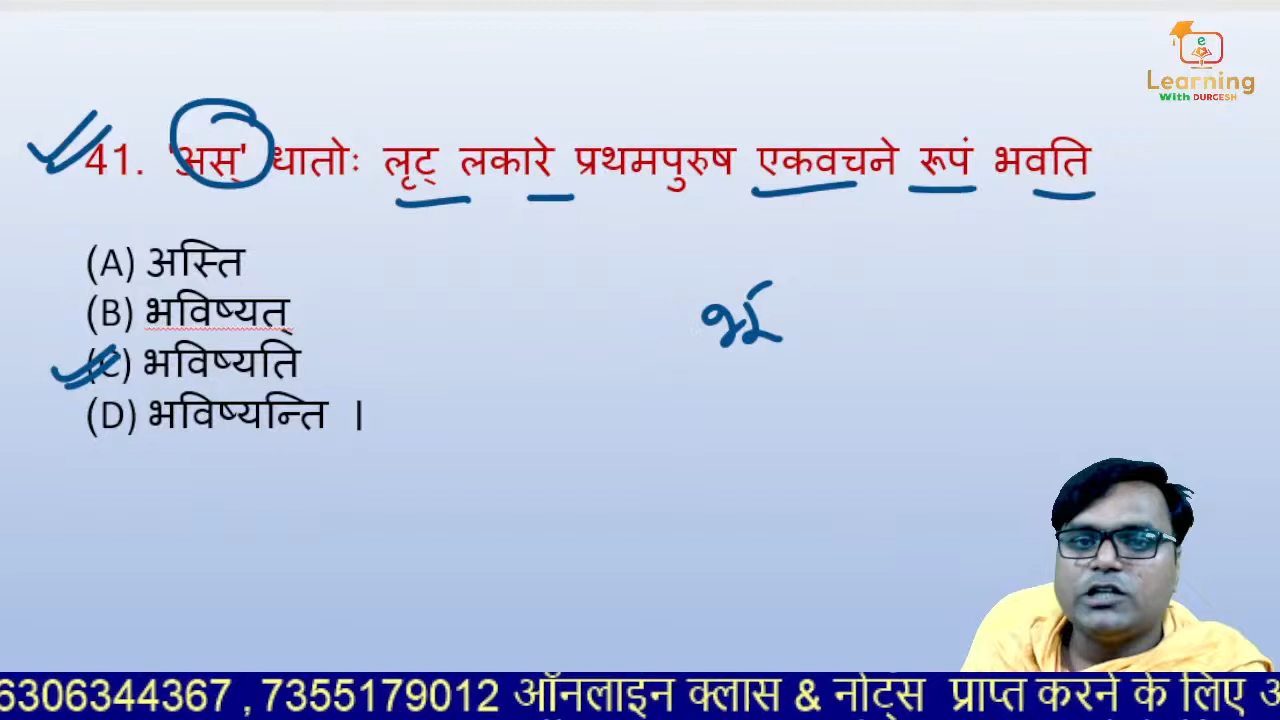 e
Learning
With DURGESH
41. 'अस्' धातोः लृट् लकारे प्रथमपुरुष एकवचने रूपं भवति
(A) अस्ति
(B) भविष्यत्
(C) भविष्यति
(D) भविष्यन्ति ।
6306344367 ,7355179012 ऑनलाइन क्लास & नोट्स प्राप्त करने के लिए